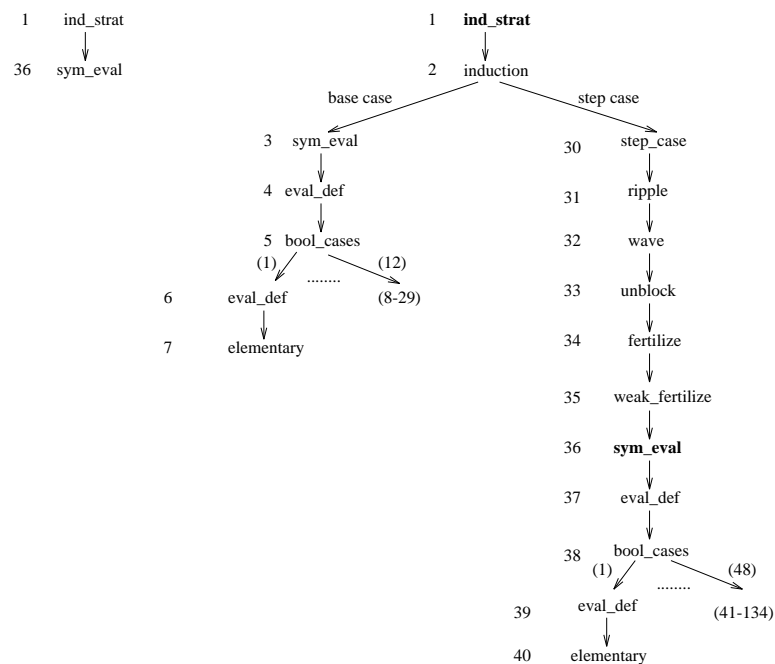 1 ind_strat 1 ind_strat
36 sym_eval 2 induction
base case step case
3 sym_eval 30 step_case
4 eval_def 31 ripple
5 bool_cases 32 wave
(1) (12)
........
6 eval_def (8-29) 33 unblock
7 elementary 34 fertilize
35 weak_fertilize
36 sym_eval
37 eval_def
38 bool_cases
(1) (48)
........
39 eval_def (41-134)
40 elementary